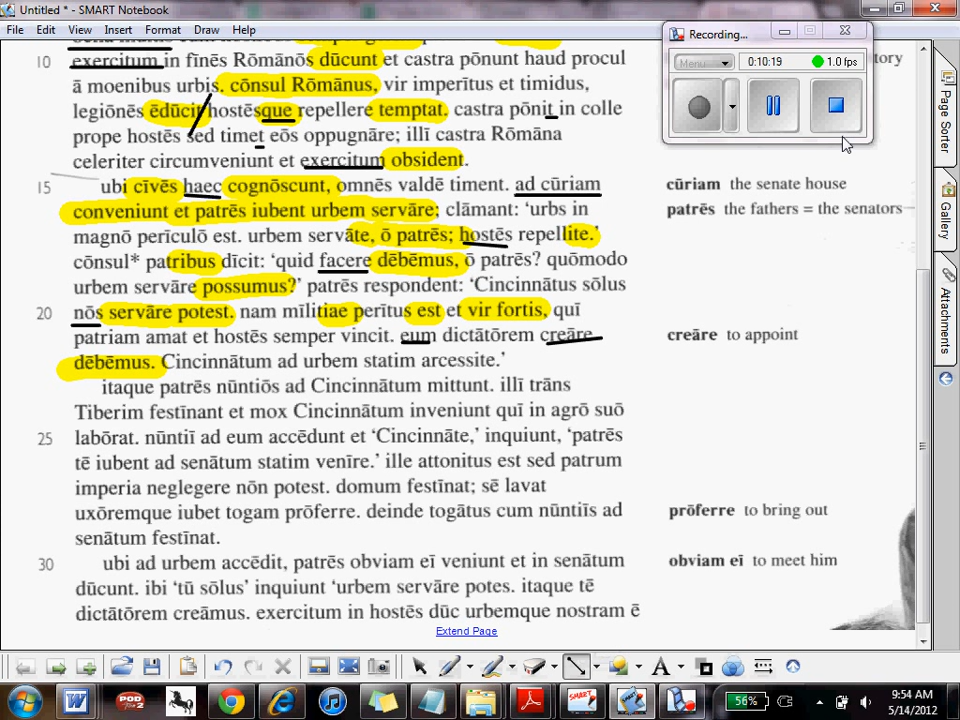 Untitled * - SMART Notebook
File Edit View Insert Format Draw Help
Recording...
Menu 0:10:19 1.0 fps
10 exercitum in fīnēs Rōmānōs dūcunt et castra pōnunt haud procul
tory
ā moenibus urbis. cōnsul Rōmānus, vir imperītus et timidus,
legiōnēs ēdūcit hostēsque repellere temptat. castra pōnit in colle
prope hostēs sed timet eōs oppugnāre; illī castra Rōmāna
celeriter circumveniunt et exercitum obsident.
15 ubi cīvēs haec cognōscunt, omnēs valdē timent. ad cūriam
cūriam the senate house
conveniunt et patrēs iubent urbem servāre; clāmant: ‘urbs in
patrēs the fathers = the senators
magnō perīculō est. urbem servāte, ō patrēs; hostēs repellite.’
cōnsul* patribus dīcit: ‘quid facere dēbēmus, ō patrēs? quōmodo
urbem servāre possumus?’ patrēs respondent: ‘Cincinnātus sōlus
20 nōs servāre potest. nam mīlitiae perītus est et vir fortis, quī
patriam amat et hostēs semper vincit. eum dictātōrem creāre
creāre to appoint
dēbēmus. Cincinnātum ad urbem statim arcessite.’
itaque patrēs nūntiōs ad Cincinnātum mittunt. illī trāns
Tiberim festīnant et mox Cincinnātum inveniunt quī in agrō suō
25 labōrat. nūntiī ad eum accēdunt et ‘Cincinnāte,’ inquiunt, ‘patrēs
tē iubent ad senātum statim venīre.’ ille attonitus est sed patrum
imperia neglegere nōn potest. domum festīnat; sē lavat
uxōremque iubet togam prōferre. deinde togātus cum nūntiīs ad
prōferre to bring out
senātum festīnat.
30 ubi ad urbem accēdit, patrēs obviam eī veniunt et in senātum
obviam eī to meet him
dūcunt. ibi ‘tū sōlus’ inquiunt ‘urbem servāre potes. itaque tē
dictātōrem creāmus. exercitum in hostēs dūc urbemque nostram ē
Extend Page
Page Sorter
Gallery
Attachments
56%
9:54 AM
5/14/2012